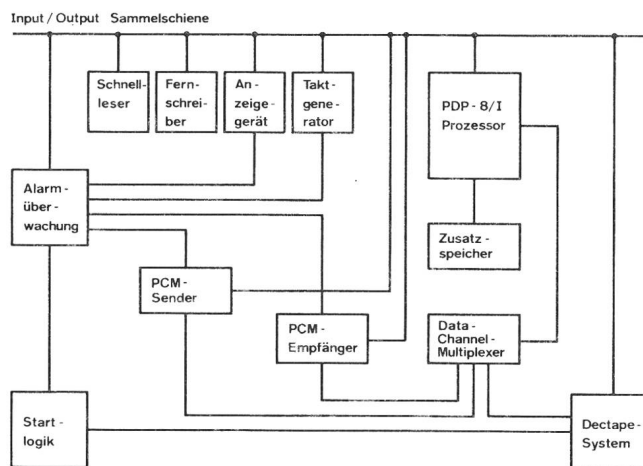 Input / Output Sammelschiene
Schnell-
leser
Fern-
schrei-
ber
An-
zeige-
gerät
Takt-
gene-
rator
PDP-8/I
Prozessor
Alarm-
über-
wachung
Zusatz-
speicher
PCM-
Sender
PCM-
Empfänger
Data-
Channel-
Multiplexer
Start-
logik
Dectape-
System